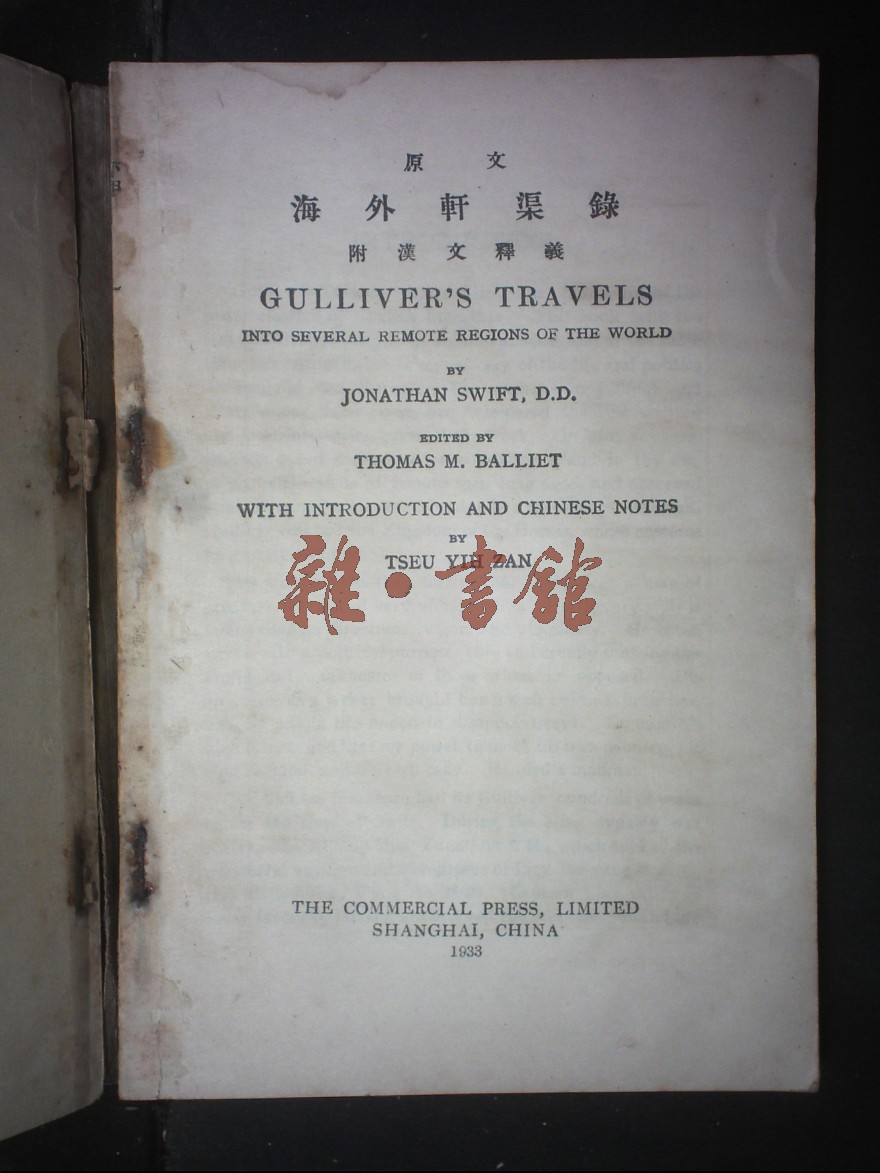 原文
海外軒渠錄
附漢文釋義
GULLIVER'S TRAVELS
INTO SEVERAL REMOTE REGIONS OF THE WORLD
BY
JONATHAN SWIFT, D.D.
EDITED BY
THOMAS M. BALLIET
WITH INTRODUCTION AND CHINESE NOTES
BY
TSEU YIH ZAN
雜·書館
THE COMMERCIAL PRESS, LIMITED
SHANGHAI, CHINA
1933